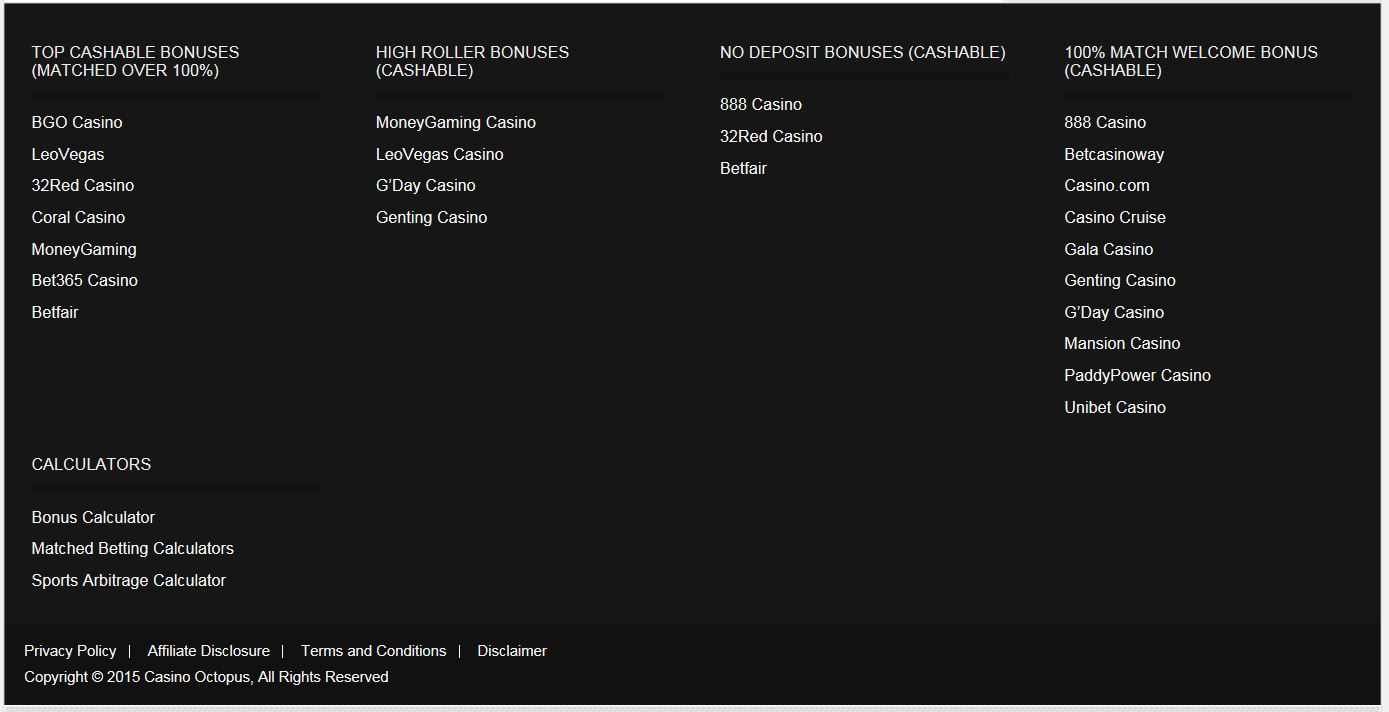 TOP CASHABLE BONUSES
(MATCHED OVER 100%)
BGO Casino
LeoVegas
32Red Casino
Coral Casino
MoneyGaming
Bet365 Casino
Betfair
HIGH ROLLER BONUSES
(CASHABLE)
MoneyGaming Casino
LeoVegas Casino
G’Day Casino
Genting Casino
NO DEPOSIT BONUSES (CASHABLE)
888 Casino
32Red Casino
Betfair
100% MATCH WELCOME BONUS
(CASHABLE)
888 Casino
Betcasinoway
Casino.com
Casino Cruise
Gala Casino
Genting Casino
G’Day Casino
Mansion Casino
PaddyPower Casino
Unibet Casino
CALCULATORS
Bonus Calculator
Matched Betting Calculators
Sports Arbitrage Calculator
Privacy Policy | Affiliate Disclosure | Terms and Conditions | Disclaimer
Copyright © 2015 Casino Octopus, All Rights Reserved